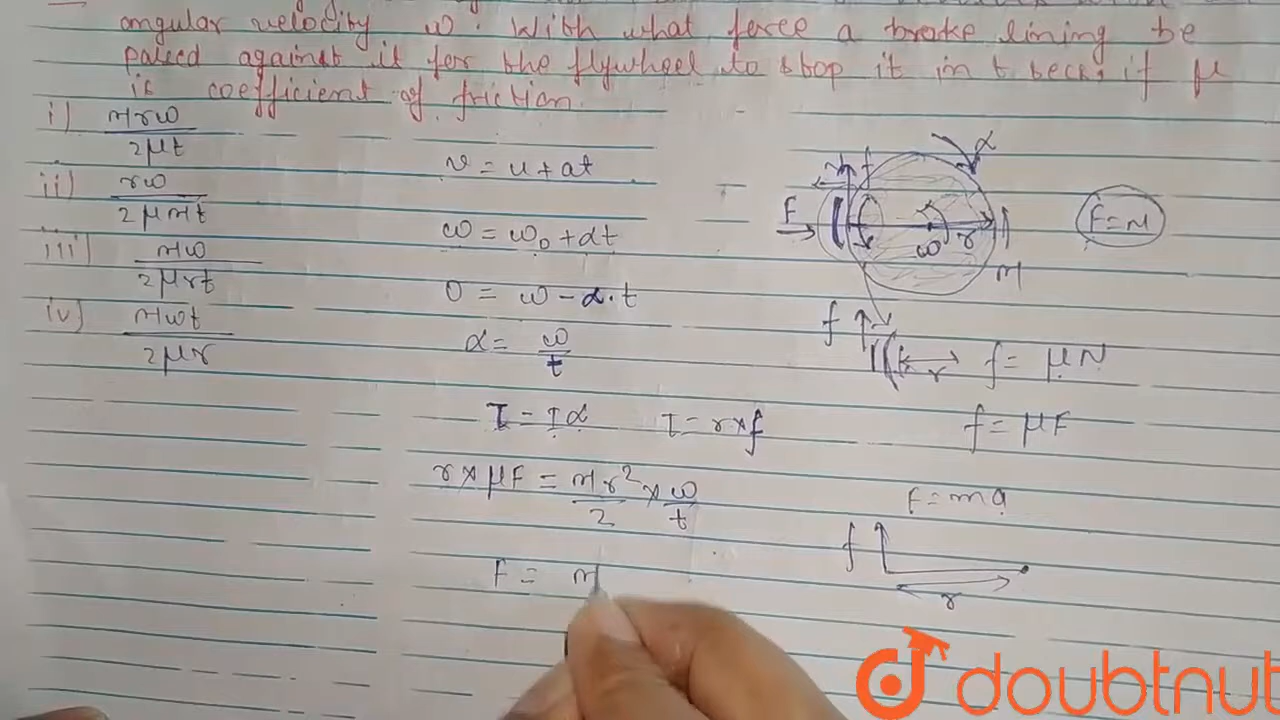 angular velocity ω. With what force a brake lining be
paled against it for the flywheel to stop it in t secs, if μ
is coefficient of friction.
i) Mrω / 2μt
ii) rω / 2μMt
iii) Mω / 2μrt
iv) Mωt / 2μr
v = u + at
ω = ω₀ + αt
0 = ω - α·t
α = ω/t
τ = Iα τ = r×f
r × μF = Mr²/2 × ω/t
F = M
N f α
F ω r
M
F = N
f
r f = μN
f = μF
F = ma
f
r
doubtnut